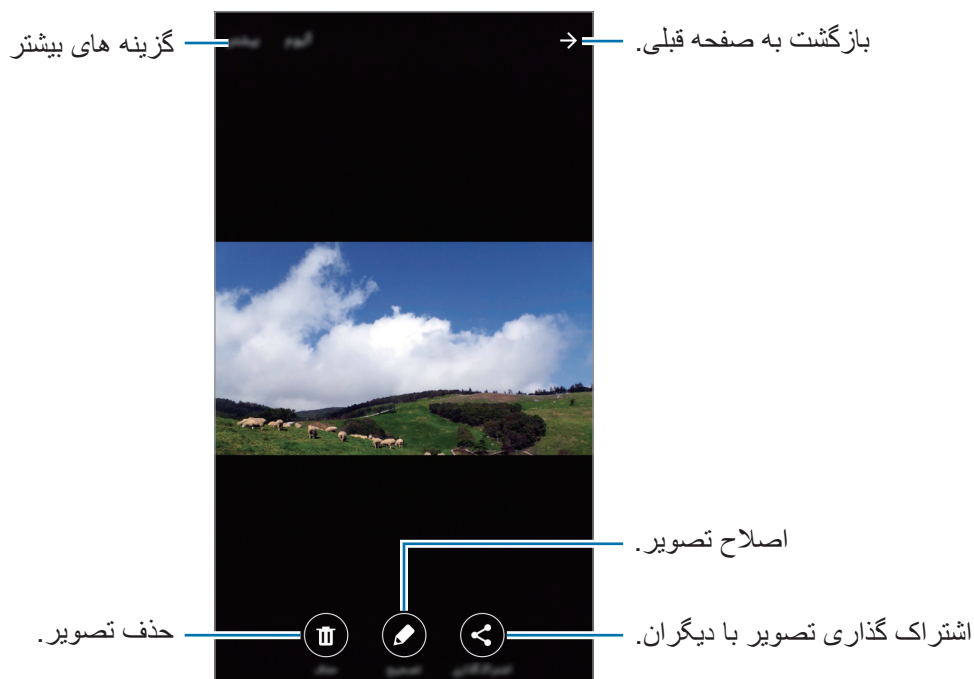 بازگشت به صفحه قبلی.
گزینه های بیشتر
اصلاح تصویر.
اشتراک گذاری تصویر با دیگران.
حذف تصویر.